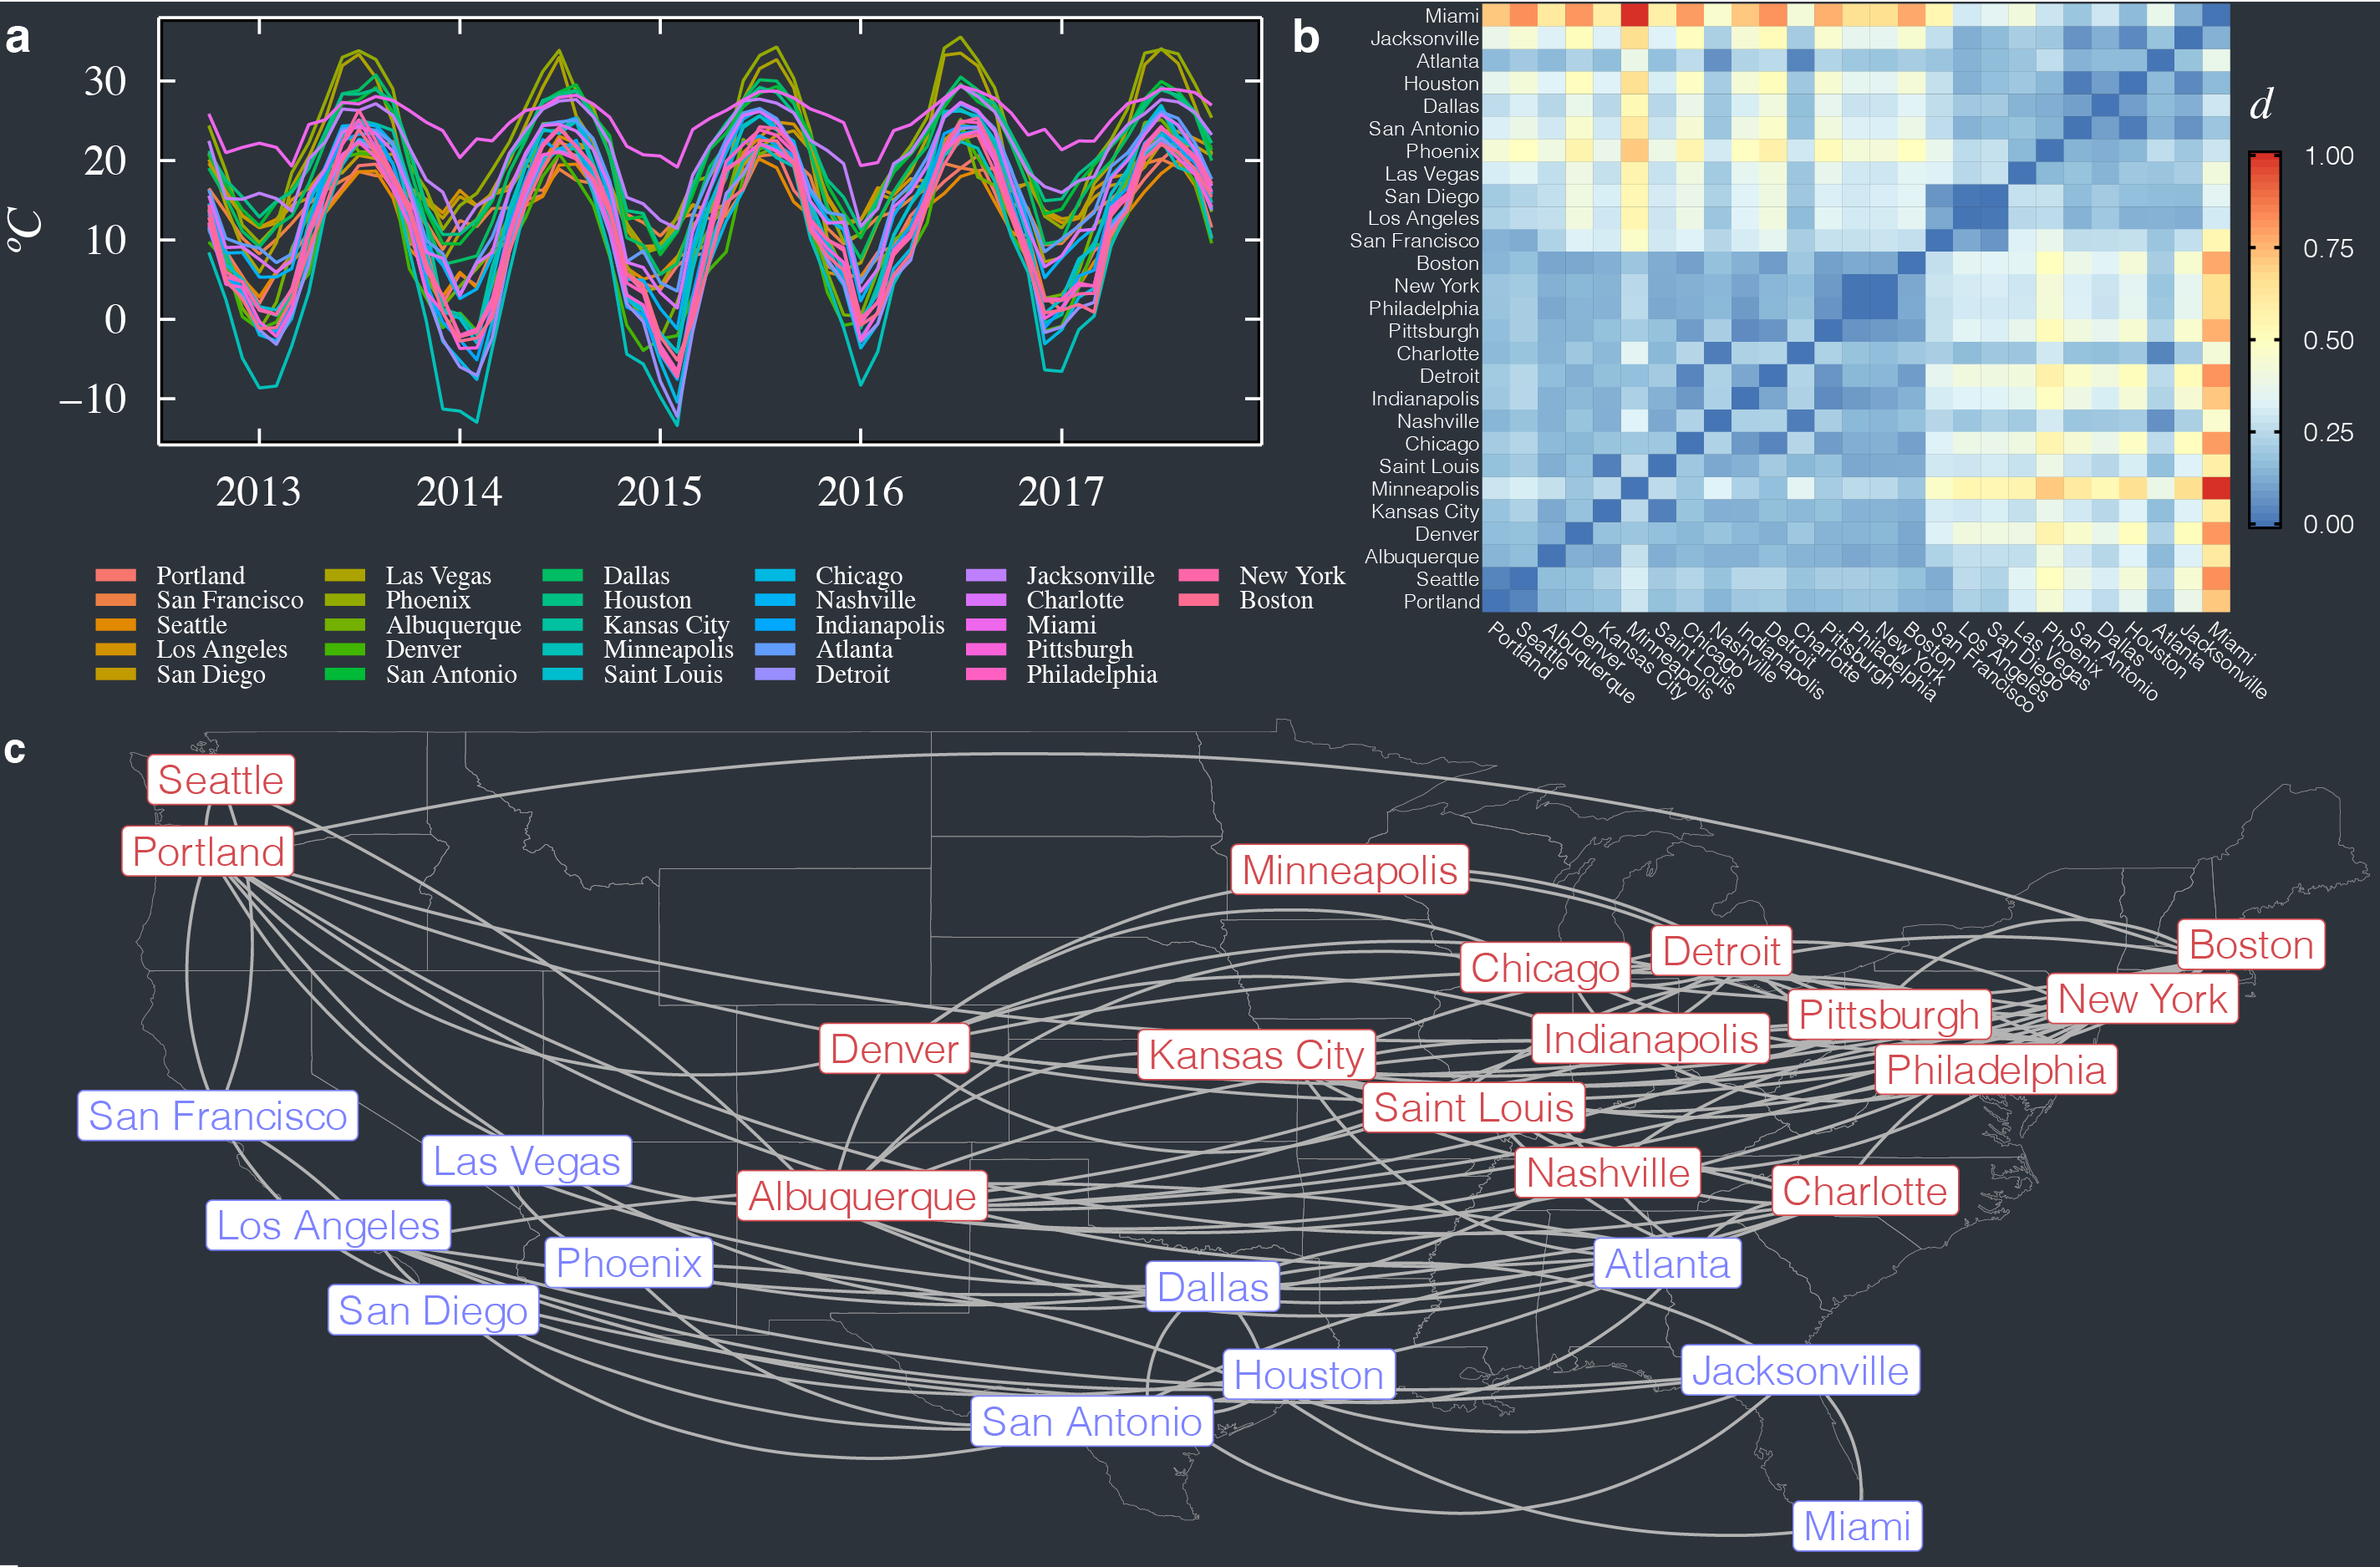 a
°C
30
20
10
0
−10
2013 2014 2015 2016 2017
Portland Las Vegas Dallas Chicago Jacksonville New York
San Francisco Phoenix Houston Nashville Charlotte Boston
Seattle Albuquerque Kansas City Indianapolis Miami
Los Angeles Denver Minneapolis Atlanta Pittsburgh
San Diego San Antonio Saint Louis Detroit Philadelphia
b
Miami
Jacksonville
Atlanta
Houston
Dallas
San Antonio
Phoenix
Las Vegas
San Diego
Los Angeles
San Francisco
Boston
New York
Philadelphia
Pittsburgh
Charlotte
Detroit
Indianapolis
Nashville
Chicago
Saint Louis
Minneapolis
Kansas City
Denver
Albuquerque
Seattle
Portland
Portland
Seattle
Albuquerque
Denver
Kansas City
Minneapolis
Saint Louis
Chicago
Nashville
Indianapolis
Detroit
Charlotte
Pittsburgh
Philadelphia
New York
Boston
San Francisco
Los Angeles
San Diego
Las Vegas
Phoenix
San Antonio
Dallas
Houston
Atlanta
Jacksonville
Miami
d
1.00
0.75
0.50
0.25
0.00
c
Seattle
Portland
Minneapolis
Boston
Detroit
Chicago
New York
Pittsburgh
Indianapolis
Denver
Kansas City
Philadelphia
Saint Louis
San Francisco
Las Vegas
Nashville
Charlotte
Albuquerque
Los Angeles
Phoenix
Atlanta
Dallas
San Diego
Jacksonville
Houston
San Antonio
Miami